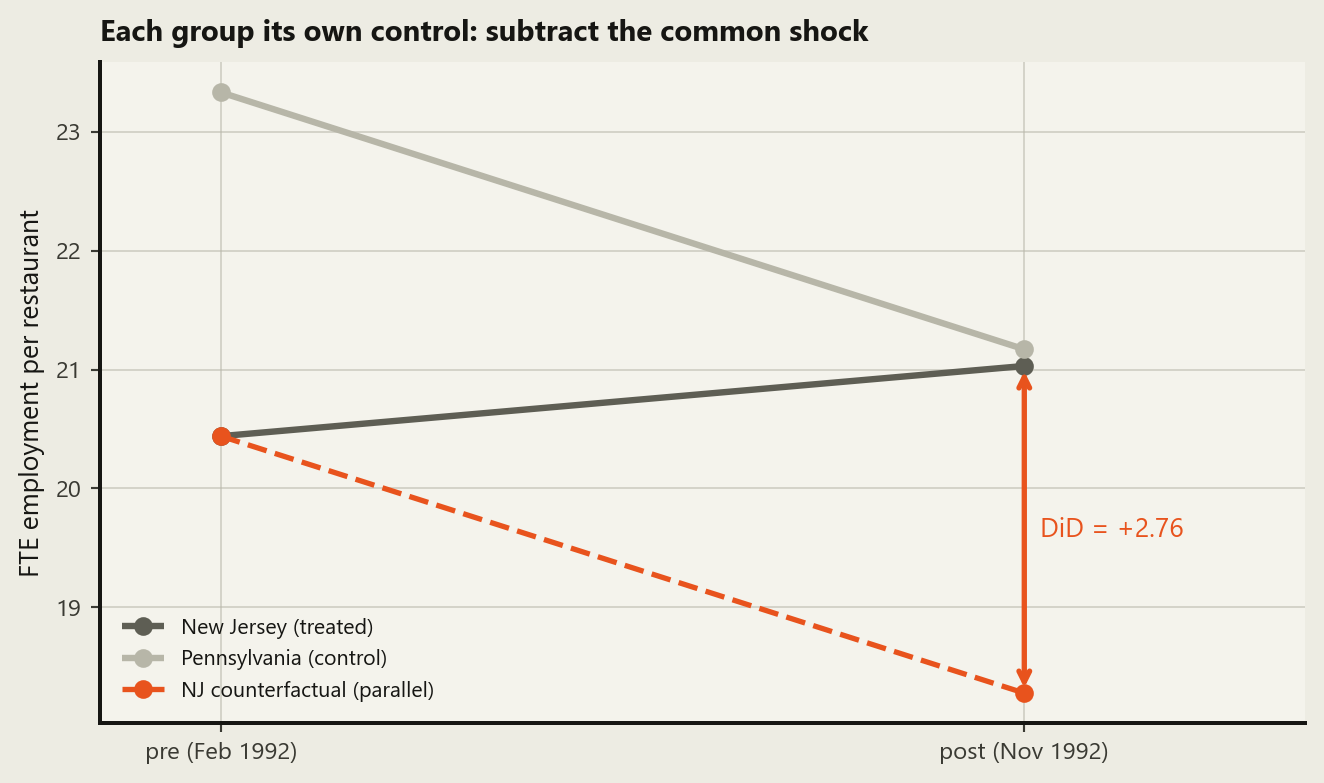 Each group its own control: subtract the common shock
FTE employment per restaurant
23
22
21
20
19
DiD = +2.76
New Jersey (treated)
Pennsylvania (control)
NJ counterfactual (parallel)
pre (Feb 1992)
post (Nov 1992)